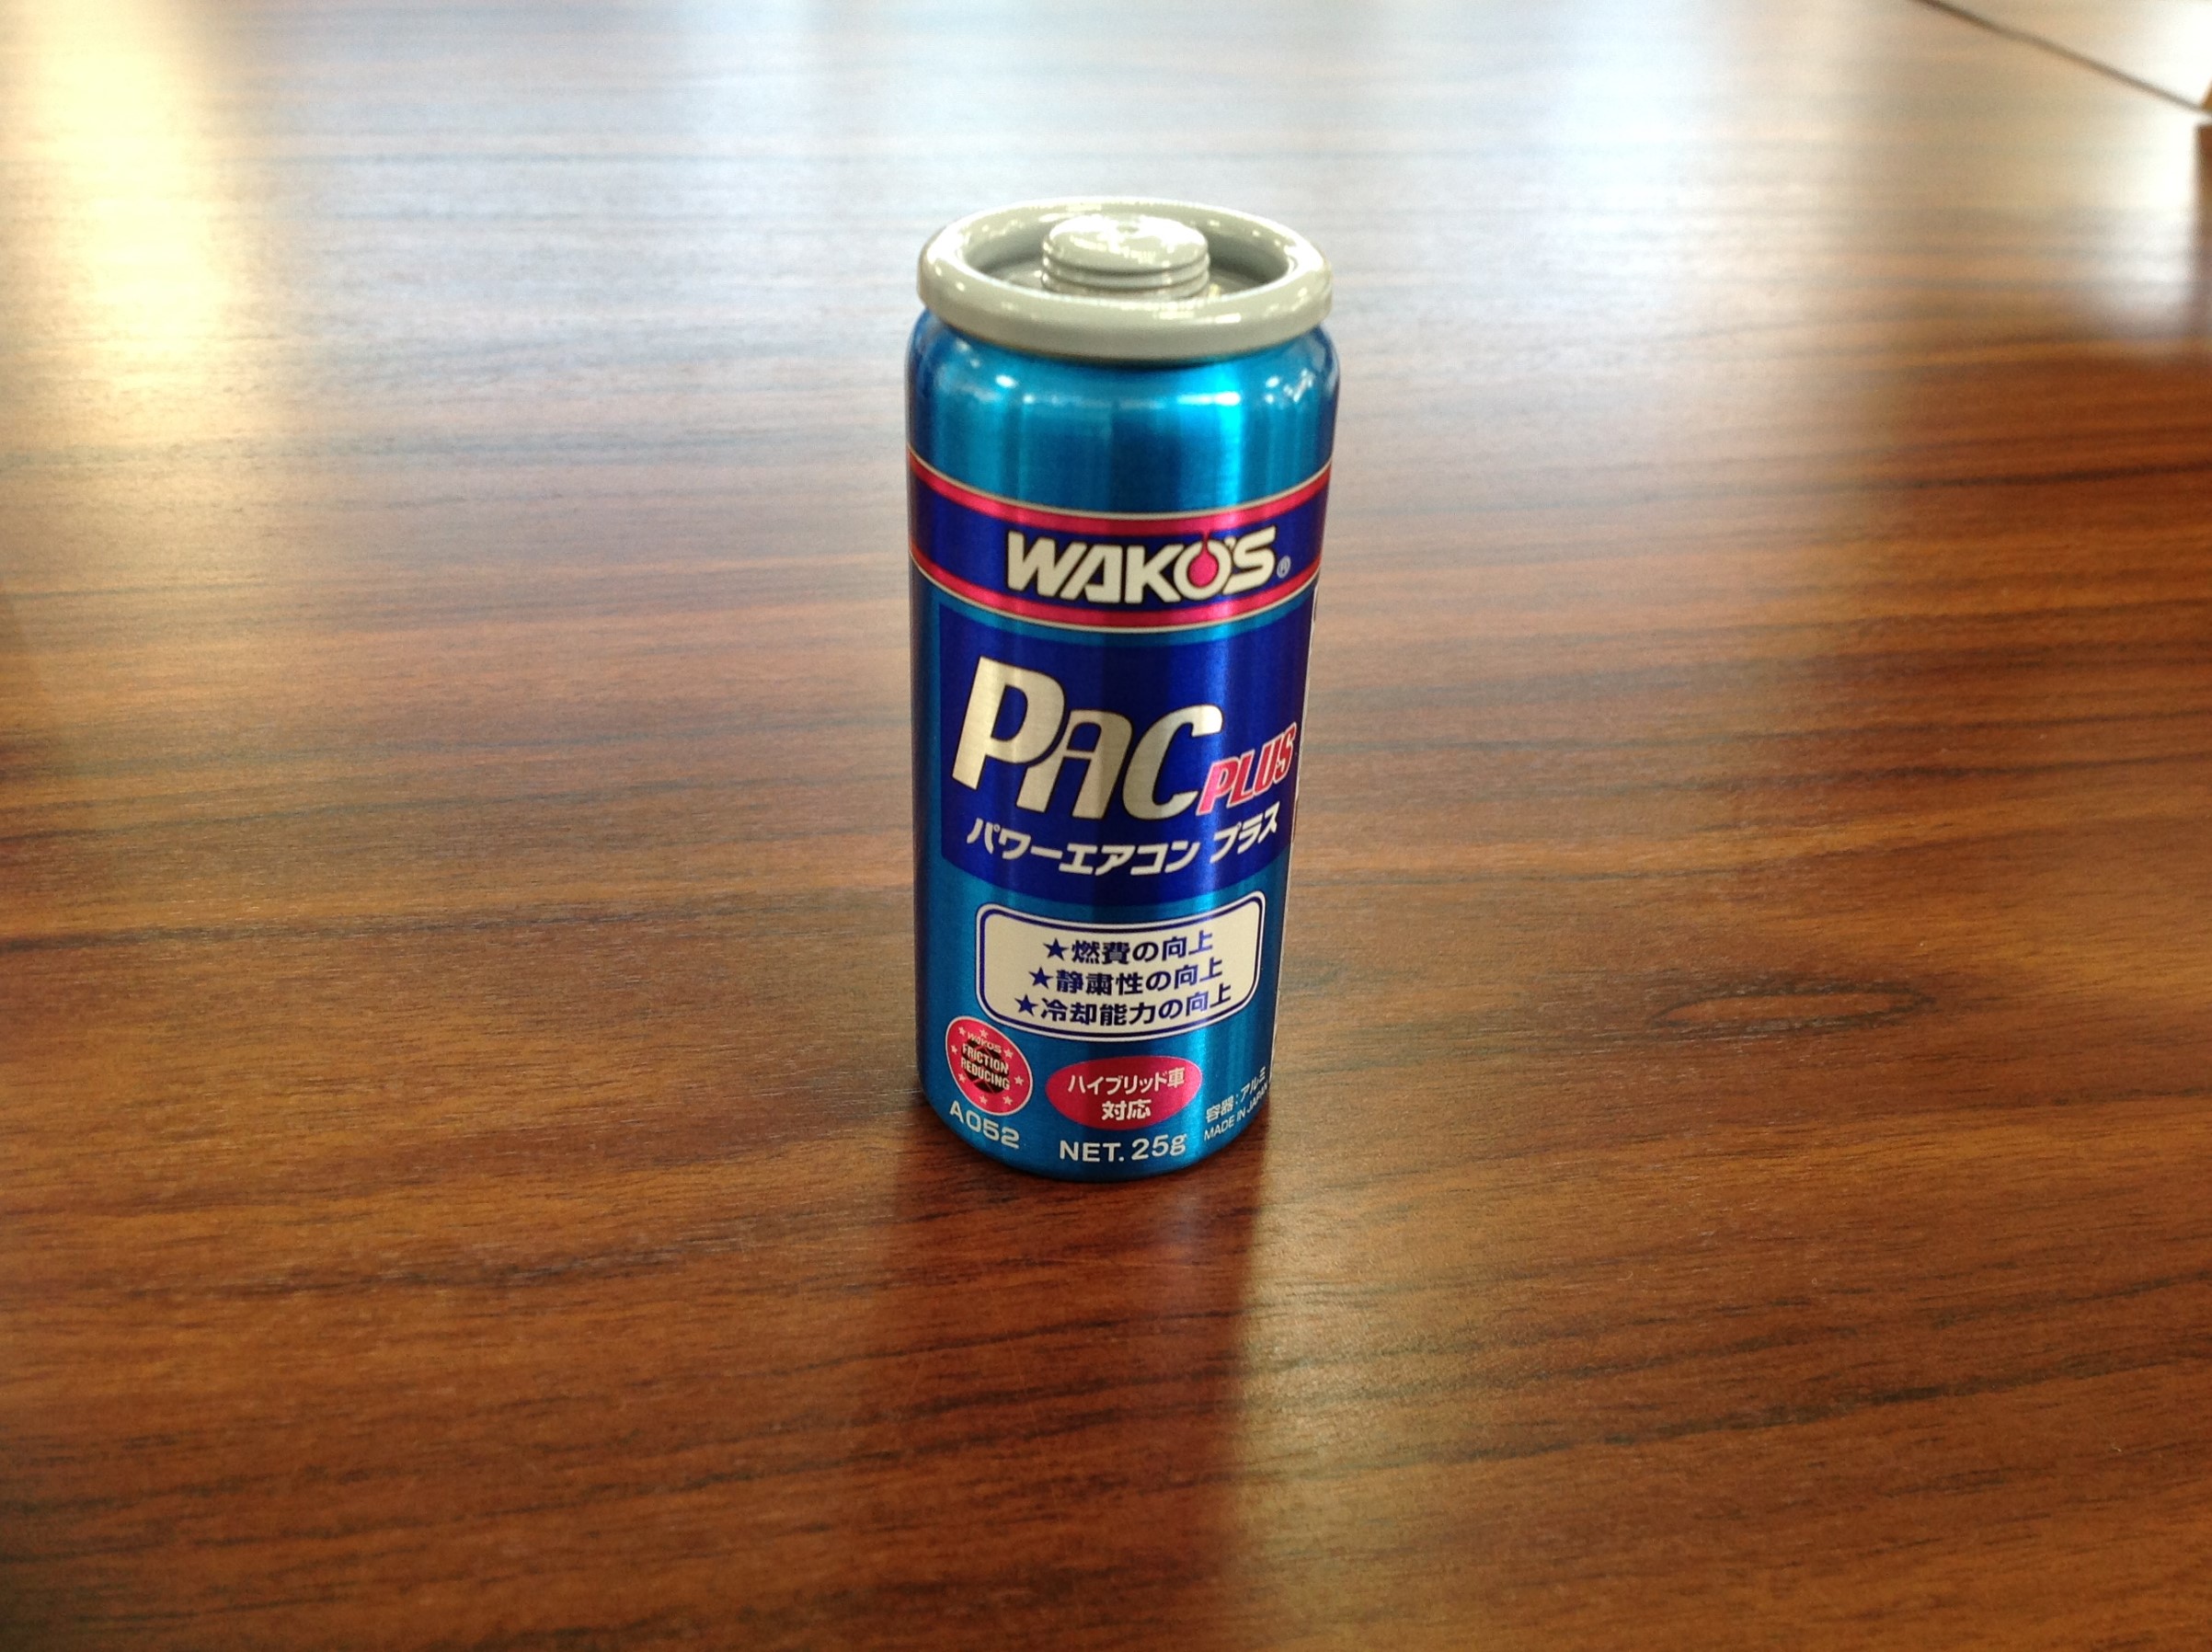 WAKO'S®
PAC PLUS
パワーエアコン プラス
★燃費の向上
★静粛性の向上
★冷却能力の向上
WAKO'S
FRICTION
REDUCING
A052
ハイブリッド車
対応
NET. 25g
容器:アルミ
MADE IN JAPAN